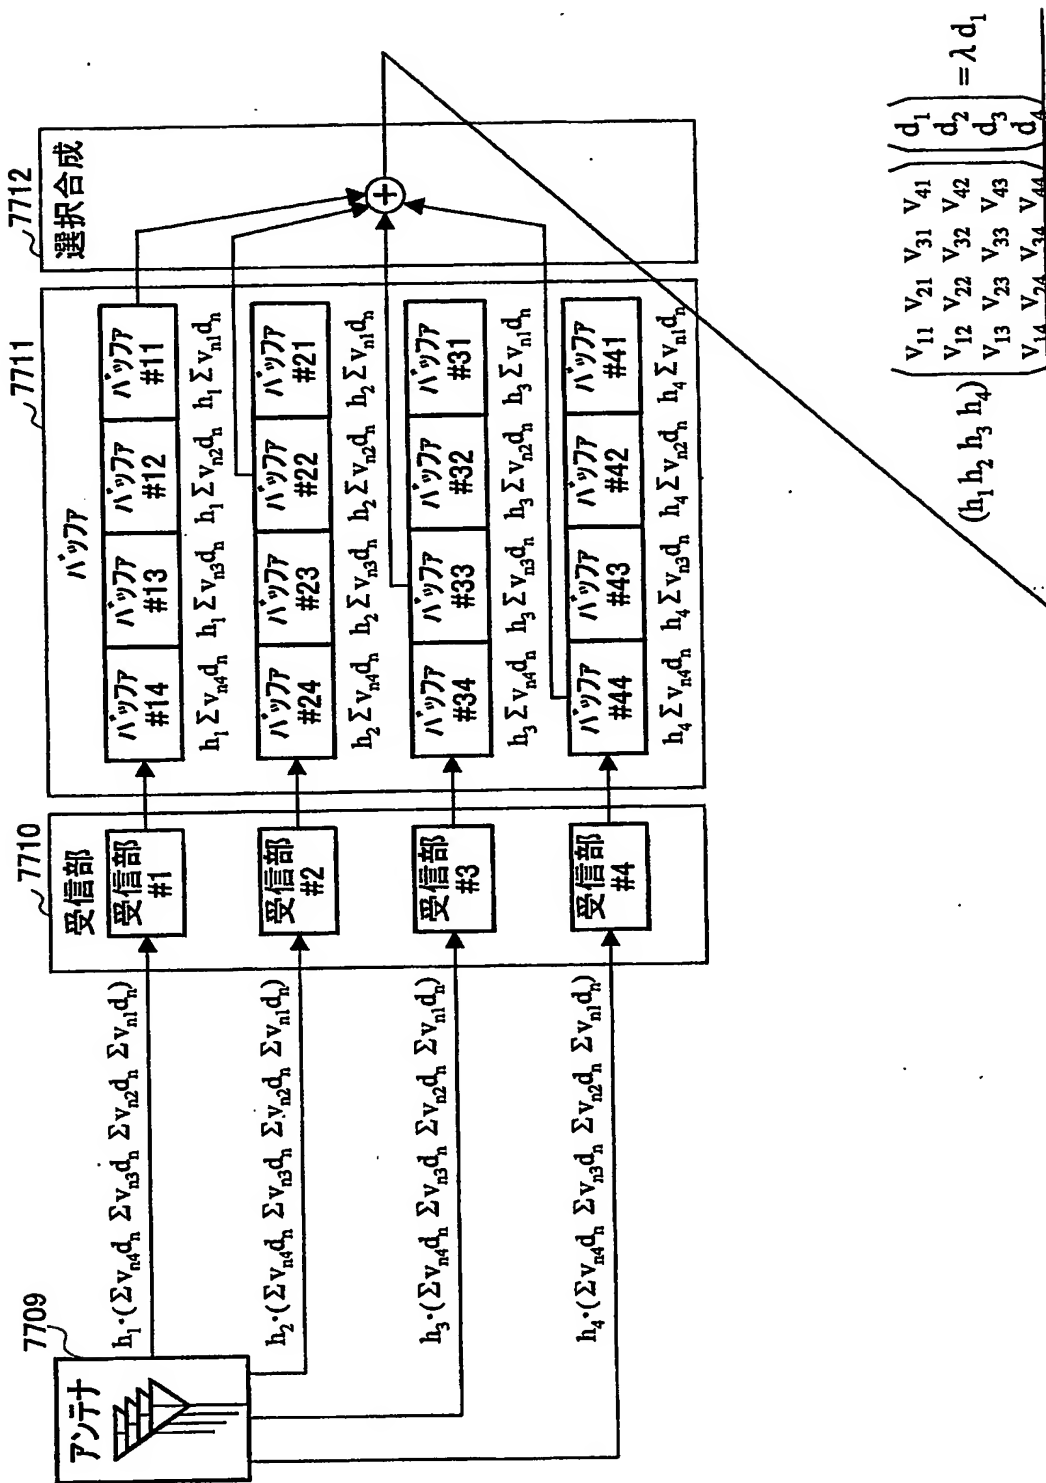 7709
アンテナ
h₁·(Σvₙ₄dₙ Σvₙ₃dₙ Σvₙ₂dₙ Σvₙ₁dₙ)
h₂·(Σvₙ₄dₙ Σvₙ₃dₙ Σvₙ₂dₙ Σvₙ₁dₙ)
h₃·(Σvₙ₄dₙ Σvₙ₃dₙ Σvₙ₂dₙ Σvₙ₁dₙ)
h₄·(Σvₙ₄dₙ Σvₙ₃dₙ Σvₙ₂dₙ Σvₙ₁dₙ)
7710
受信部
受信部
#1
受信部
#2
受信部
#3
受信部
#4
7711
バッファ
バッファ バッファ バッファ バッファ
#14 #13 #12 #11
h₁Σvₙ₄dₙ h₁Σvₙ₃dₙ h₁Σvₙ₂dₙ h₁Σvₙ₁dₙ
バッファ バッファ バッファ バッファ
#24 #23 #22 #21
h₂Σvₙ₄dₙ h₂Σvₙ₃dₙ h₂Σvₙ₂dₙ h₂Σvₙ₁dₙ
バッファ バッファ バッファ バッファ
#34 #33 #32 #31
h₃Σvₙ₄dₙ h₃Σvₙ₃dₙ h₃Σvₙ₂dₙ h₃Σvₙ₁dₙ
バッファ バッファ バッファ バッファ
#44 #43 #42 #41
h₄Σvₙ₄dₙ h₄Σvₙ₃dₙ h₄Σvₙ₂dₙ h₄Σvₙ₁dₙ
7712
選択合成
+
V₁₁ V₂₁ V₃₁ V₄₁ d₁
V₁₂ V₂₂ V₃₂ V₄₂ d₂
(h₁ h₂ h₃ h₄) = λd₁
V₁₃ V₂₃ V₃₃ V₄₃ d₃
V₁₄ V₂₄ V₃₄ V₄₄ d₄